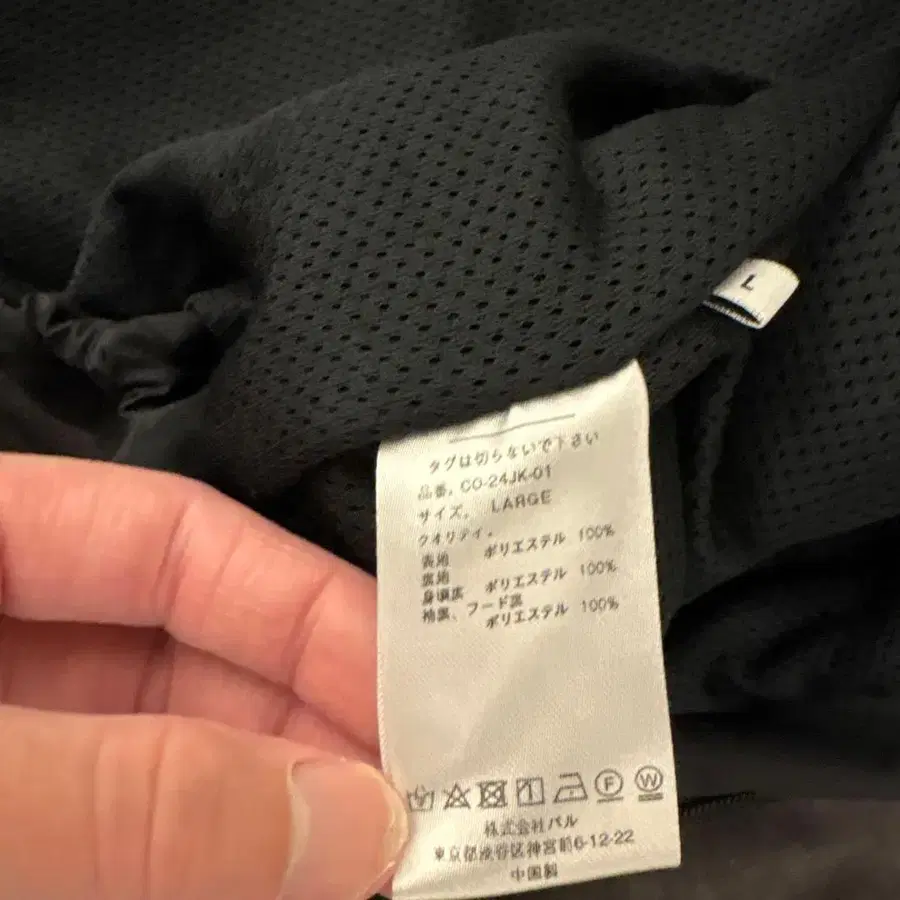 L
タグは切らないで下さい
品番. CO-24JK-01
サイズ. LARGE
クオリティ.
表地 ポリエステル 100%
裏地
身頃裏 ポリエステル 100%
袖裏、フード裏
ポリエステル 100%
F W
株式会社パル
東京都渋谷区神宮前6-12-22
中国製